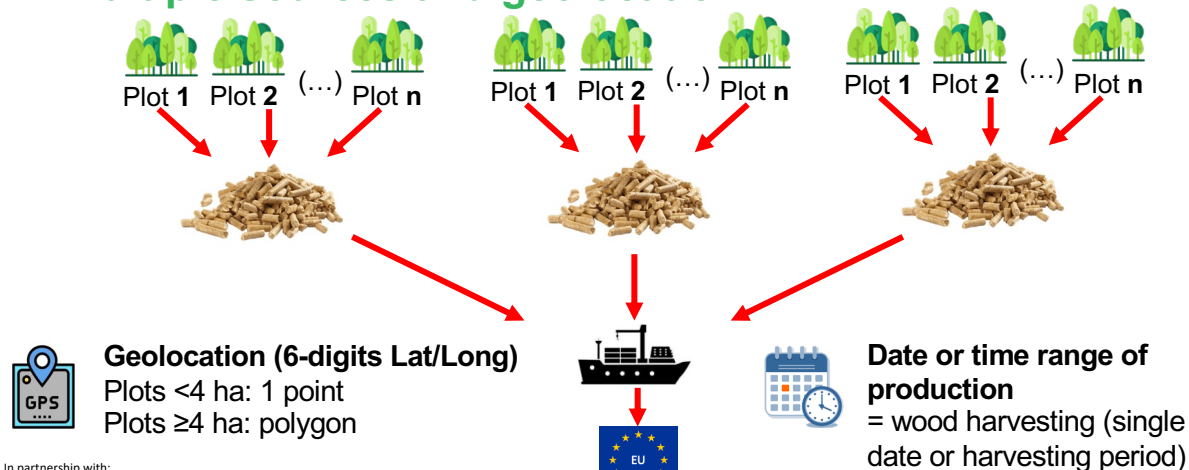 Plot 1 Plot 2 (...) Plot n
Plot 1 Plot 2 (...) Plot n
Plot 1 Plot 2 (...) Plot n
Geolocation (6-digits Lat/Long)
Plots <4 ha: 1 point
Plots ≥4 ha: polygon
GPS
EU
Date or time range of
production
= wood harvesting (single
date or harvesting period)
In partnership with: